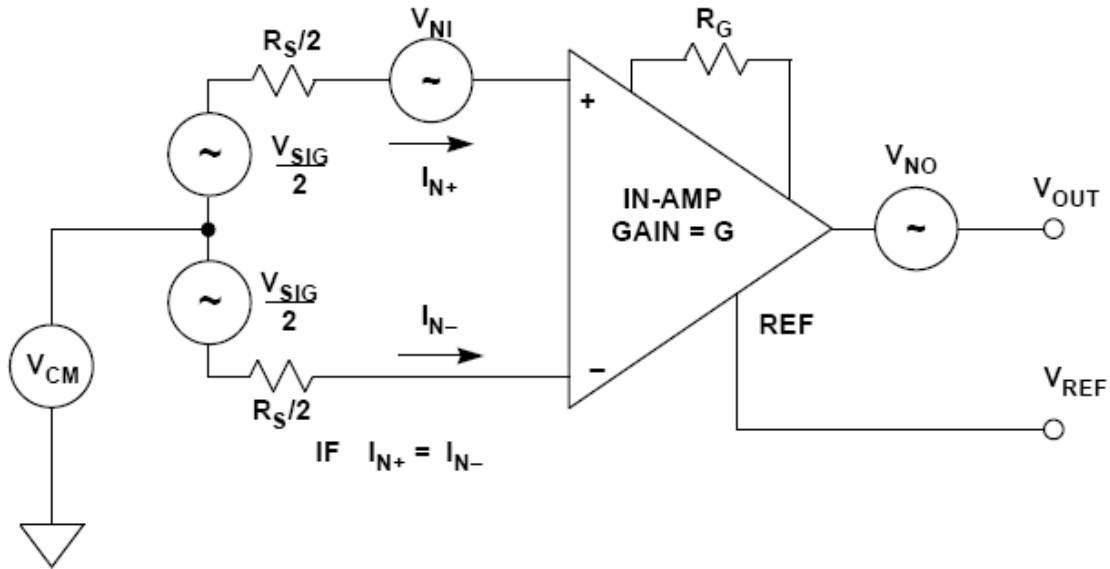 V_NI
R_G
R_S/2
+
V_SIG
2
I_N+
V_NO
IN-AMP
GAIN = G
V_OUT
V_SIG
2
I_N–
REF
V_CM
–
V_REF
R_S/2
IF I_N+ = I_N–